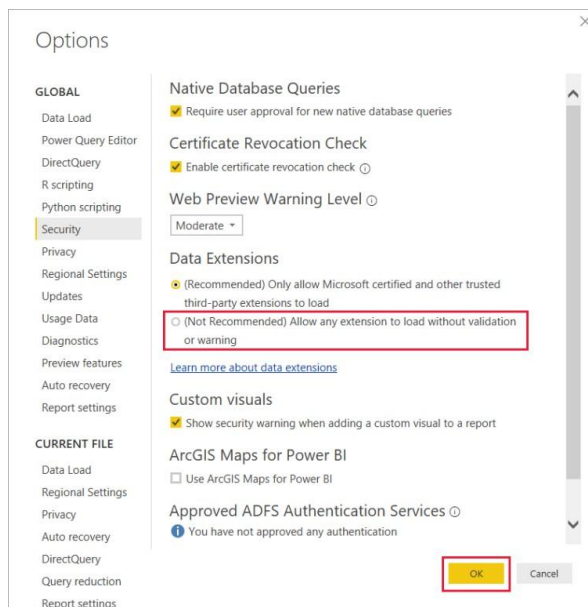 Options
GLOBAL
Data Load
Power Query Editor
DirectQuery
R scripting
Python scripting
Security
Privacy
Regional Settings
Updates
Usage Data
Diagnostics
Preview features
Auto recovery
Report settings
CURRENT FILE
Data Load
Regional Settings
Privacy
Auto recovery
DirectQuery
Query reduction
Report settings
Native Database Queries
Require user approval for new native database queries
Certificate Revocation Check
Enable certificate revocation check
Web Preview Warning Level
Moderate
Data Extensions
(Recommended) Only allow Microsoft certified and other trusted
third-party extensions to load
(Not Recommended) Allow any extension to load without validation
or warning
Learn more about data extensions
Custom visuals
Show security warning when adding a custom visual to a report
ArcGIS Maps for Power BI
Use ArcGIS Maps for Power BI
Approved ADFS Authentication Services
You have not approved any authentication
OK
Cancel